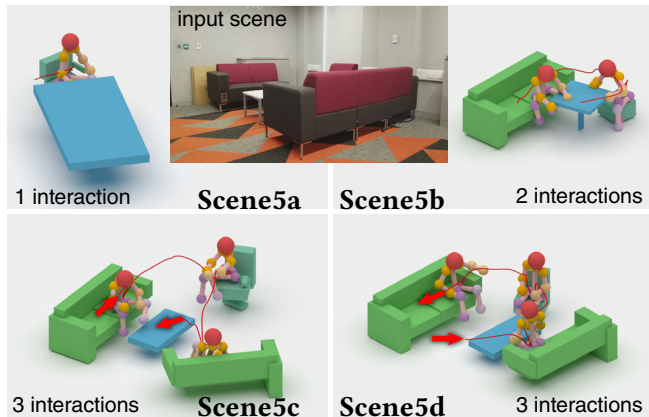 input scene
1 interaction
Scene5a
Scene5b
2 interactions
3 interactions
Scene5c
Scene5d
3 interactions